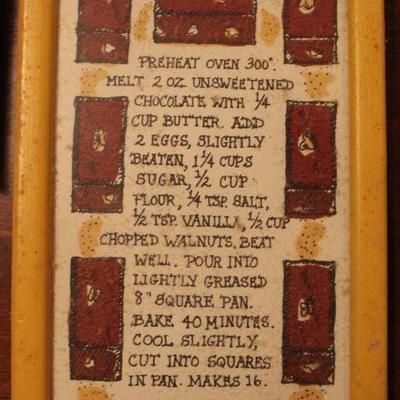 PREHEAT OVEN 300°.
MELT 2 OZ. UNSWEETENED
CHOCOLATE WITH 1/4
CUP BUTTER. ADD
2 EGGS, SLIGHTLY
BEATEN, 1 1/4 CUPS
SUGAR, 1/2 CUP
FLOUR, 1/4 TSP. SALT,
1/2 TSP. VANILLA, 1/2 CUP
CHOPPED WALNUTS. BEAT
WELL. POUR INTO
LIGHTLY GREASED
8" SQUARE PAN.
BAKE 40 MINUTES.
COOL SLIGHTLY,
CUT INTO SQUARES
IN PAN. MAKES 16.